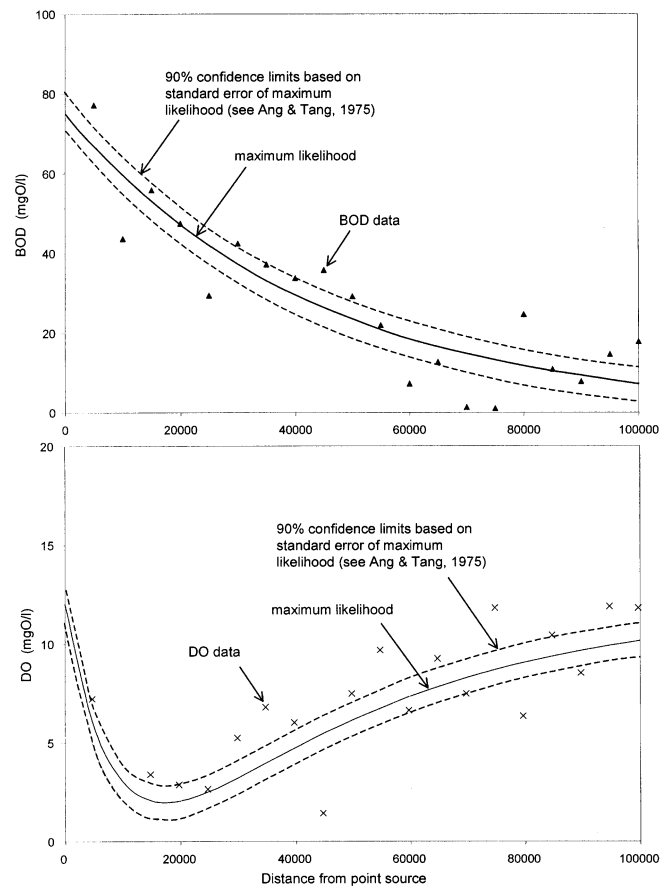 100
80
60
40
20
0
BOD (mgO/l)
90% confidence limits based on
standard error of maximum
likelihood (see Ang & Tang, 1975)
maximum likelihood
BOD data
0 20000 40000 60000 80000 100000
20
15
10
5
0
DO (mgO/l)
90% confidence limits based on
standard error of maximum
likelihood (see Ang & Tang, 1975)
maximum likelihood
DO data
0 20000 40000 60000 80000 100000
Distance from point source